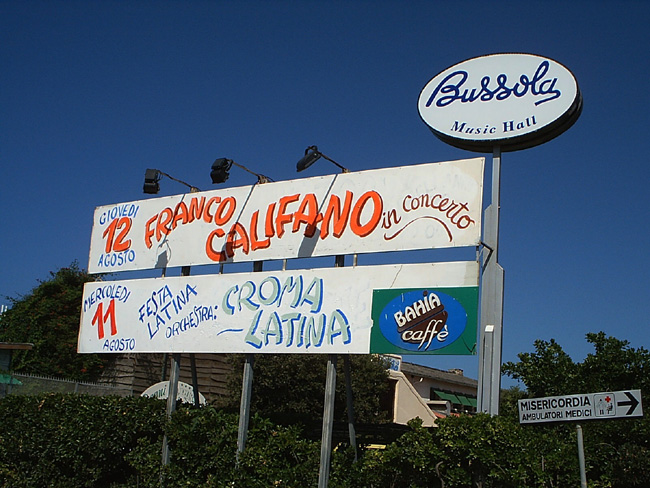 Bussola
Music Hall
GIOVEDI
12
AGOSTO
FRANCO
CALIFANO
in concerto
MERCOLEDI
11
AGOSTO
FESTA
LATINA
ORCHESTRA:
CROMA
LATINA
BAHIA
caffè
MISERICORDIA
AMBULATORI MEDICI